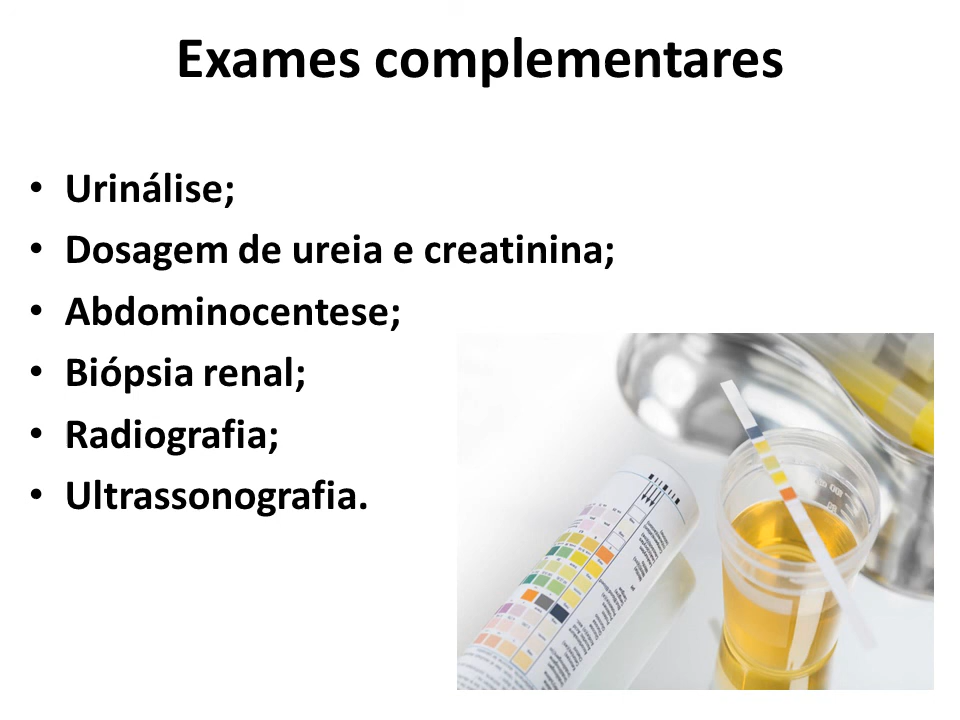 Exames complementares
• Urinálise;
• Dosagem de ureia e creatinina;
• Abdominocentese;
• Biópsia renal;
• Radiografia;
• Ultrassonografia.